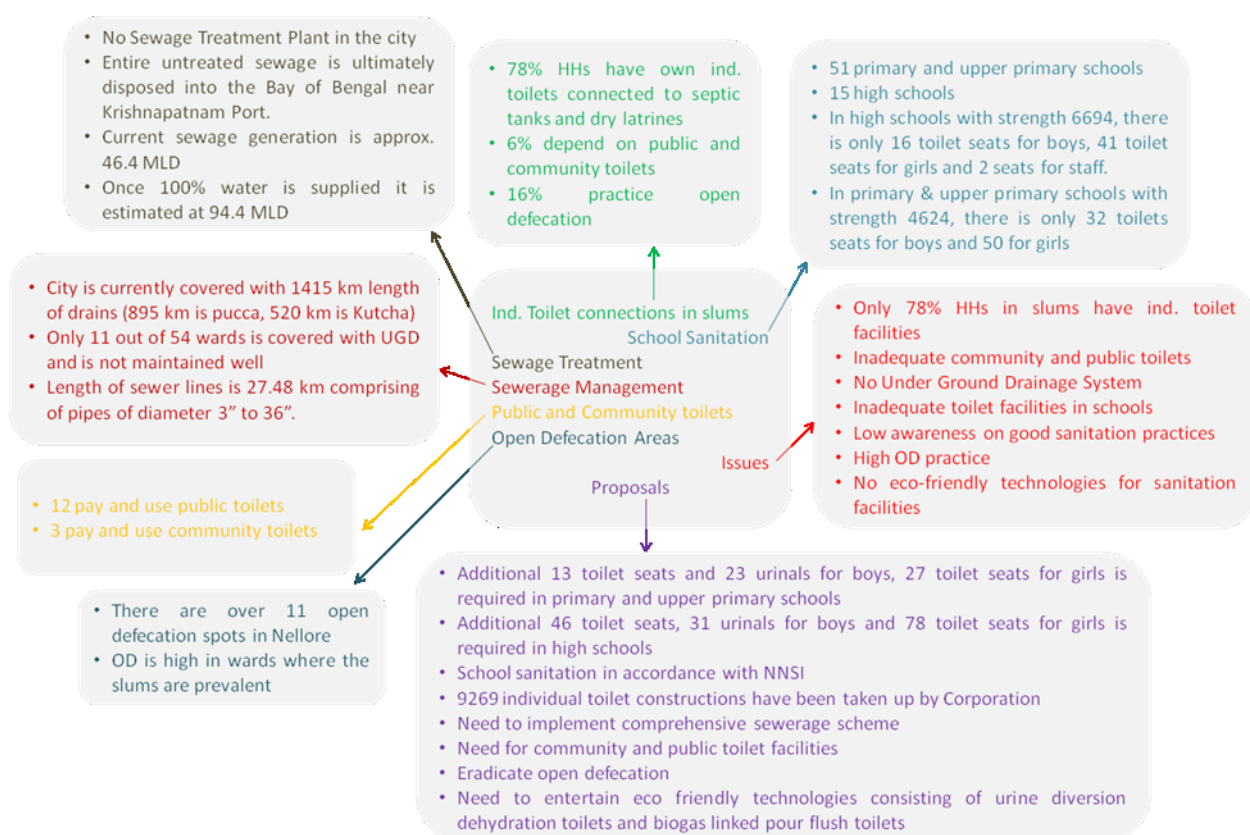 • No Sewage Treatment Plant in the city
• Entire untreated sewage is ultimately
disposed into the Bay of Bengal near
Krishnapatnam Port.
• Current sewage generation is approx.
46.4 MLD
• Once 100% water is supplied it is
estimated at 94.4 MLD
• 78% HHs have own ind.
toilets connected to septic
tanks and dry latrines
• 6% depend on public and
community toilets
• 16% practice open
defecation
• 51 primary and upper primary schools
• 15 high schools
• In high schools with strength 6694, there
is only 16 toilet seats for boys, 41 toilet
seats for girls and 2 seats for staff.
• In primary & upper primary schools with
strength 4624, there is only 32 toilets
seats for boys and 50 for girls
• City is currently covered with 1415 km length
of drains (895 km is pucca, 520 km is Kutcha)
• Only 11 out of 54 wards is covered with UGD
and is not maintained well
• Length of sewer lines is 27.48 km comprising
of pipes of diameter 3” to 36”.
Ind. Toilet connections in slums
School Sanitation
Sewage Treatment
Sewerage Management
Public and Community toilets
Open Defecation Areas
Issues
Proposals
• Only 78% HHs in slums have ind. toilet
facilities
• Inadequate community and public toilets
• No Under Ground Drainage System
• Inadequate toilet facilities in schools
• Low awareness on good sanitation practices
• High OD practice
• No eco-friendly technologies for sanitation
facilities
• 12 pay and use public toilets
• 3 pay and use community toilets
• There are over 11 open
defecation spots in Nellore
• OD is high in wards where the
slums are prevalent
• Additional 13 toilet seats and 23 urinals for boys, 27 toilet seats for girls is
required in primary and upper primary schools
• Additional 46 toilet seats, 31 urinals for boys and 78 toilet seats for girls is
required in high schools
• School sanitation in accordance with NNSI
• 9269 individual toilet constructions have been taken up by Corporation
• Need to implement comprehensive sewerage scheme
• Need for community and public toilet facilities
• Eradicate open defecation
• Need to entertain eco friendly technologies consisting of urine diversion
dehydration toilets and biogas linked pour flush toilets